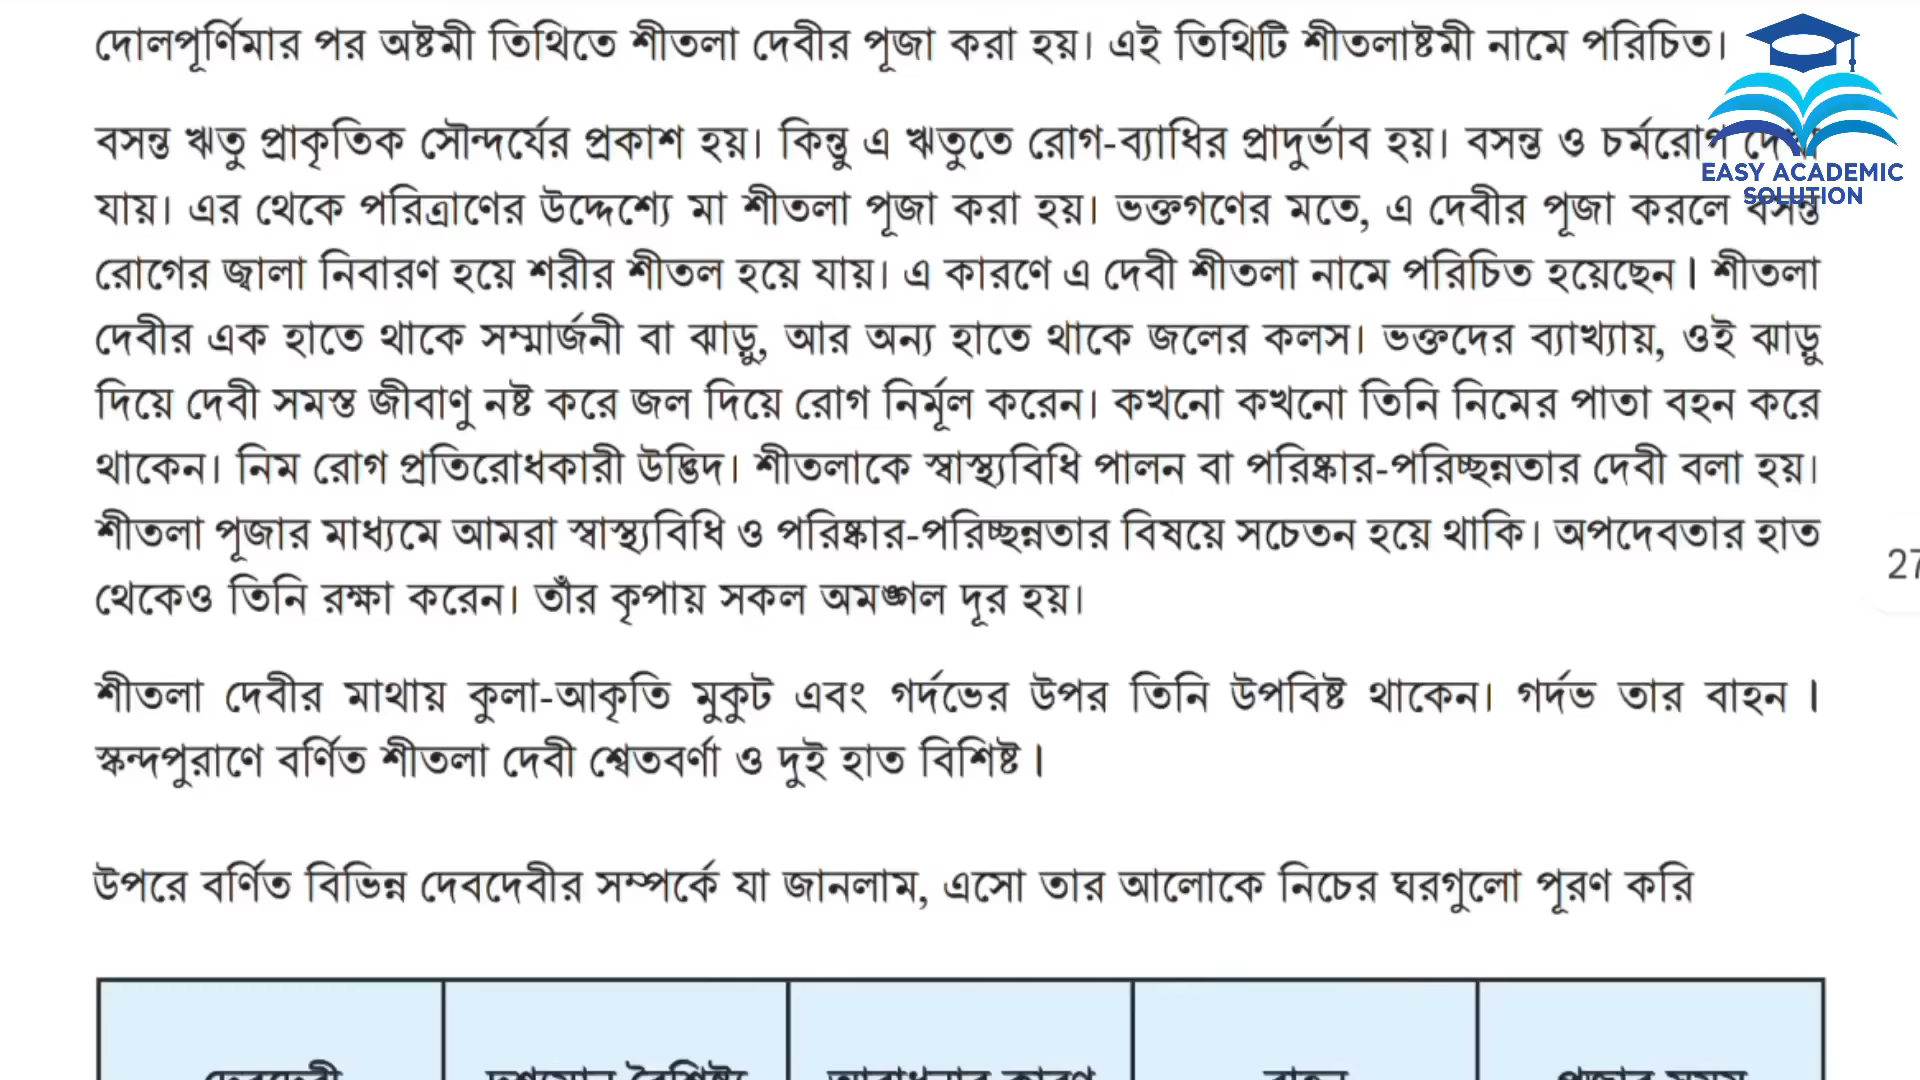 দোলপূর্ণিমার পর অষ্টমী তিথিতে শীতলা দেবীর পূজা করা হয়। এই তিথিটি শীতলাষ্টমী নামে পরিচিত।
বসন্ত ঋতু প্রাকৃতিক সৌন্দর্যের প্রকাশ হয়। কিন্তু এ ঋতুতে রোগ-ব্যাধির প্রাদুর্ভাব হয়। বসন্ত ও চর্মরোগ দেখা
যায়। এর থেকে পরিত্রাণের উদ্দেশ্যে মা শীতলা পূজা করা হয়। ভক্তগণের মতে, এ দেবীর পূজা করলে বসন্ত
রোগের জ্বালা নিবারণ হয়ে শরীর শীতল হয়ে যায়। এ কারণে এ দেবী শীতলা নামে পরিচিত হয়েছেন। শীতলা
দেবীর এক হাতে থাকে সম্মার্জনী বা ঝাড়ু, আর অন্য হাতে থাকে জলের কলস। ভক্তদের ব্যাখ্যায়, ওই ঝাড়ু
দিয়ে দেবী সমস্ত জীবাণু নষ্ট করে জল দিয়ে রোগ নির্মূল করেন। কখনো কখনো তিনি নিমের পাতা বহন করে
থাকেন। নিম রোগ প্রতিরোধকারী উদ্ভিদ। শীতলাকে স্বাস্থ্যবিধি পালন বা পরিষ্কার-পরিচ্ছন্নতার দেবী বলা হয়।
শীতলা পূজার মাধ্যমে আমরা স্বাস্থ্যবিধি ও পরিষ্কার-পরিচ্ছন্নতার বিষয়ে সচেতন হয়ে থাকি। অপদেবতার হাত
থেকেও তিনি রক্ষা করেন। তাঁর কৃপায় সকল অমঙ্গল দূর হয়।
শীতলা দেবীর মাথায় কুলা-আকৃতি মুকুট এবং গর্দভের উপর তিনি উপবিষ্ট থাকেন। গর্দভ তার বাহন।
স্কন্দপুরাণে বর্ণিত শীতলা দেবী শ্বেতবর্ণা ও দুই হাত বিশিষ্ট।
উপরে বর্ণিত বিভিন্ন দেবদেবীর সম্পর্কে যা জানলাম, এসো তার আলোকে নিচের ঘরগুলো পূরণ করি
EASY ACADEMIC
SOLUTION
27